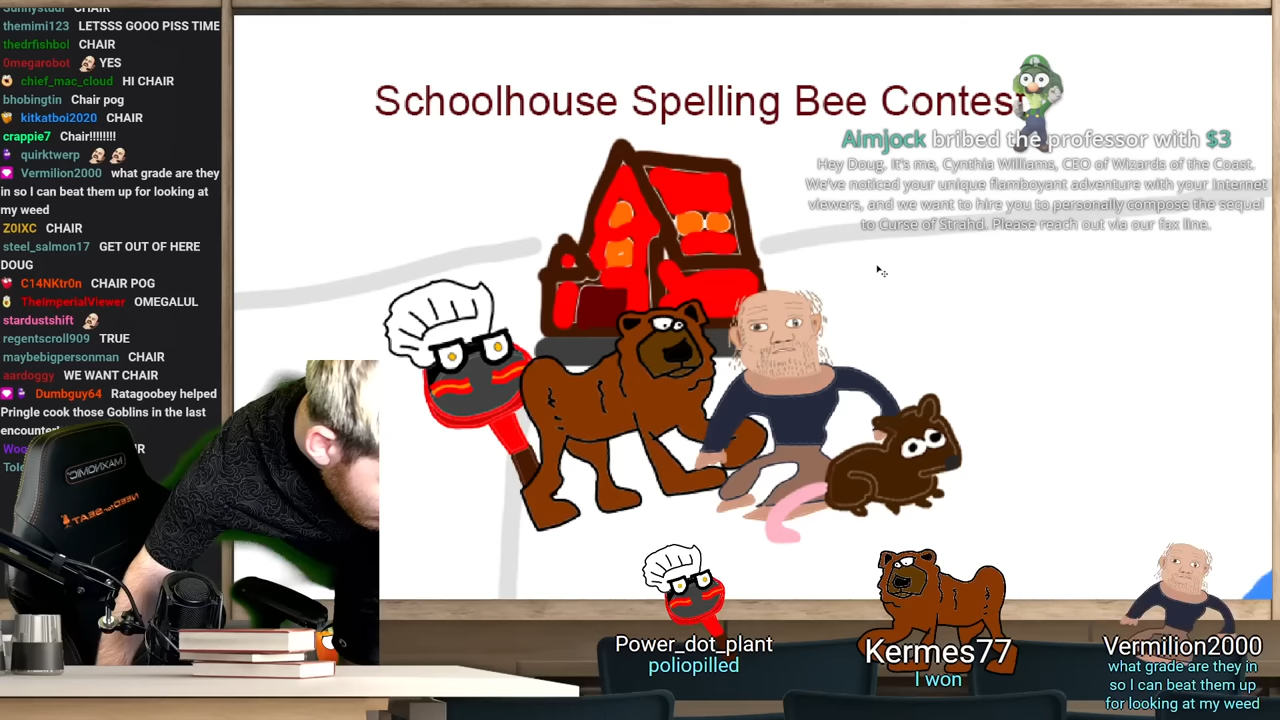 Sunnystudi CHAIR
themimi123 LETSSS GOOO PISS TIME
thedrfishbol CHAIR
0megarobot YES
chief_mac_cloud HI CHAIR
bhobingtin Chair pog
kitkatboi2020 CHAIR
crappie7 Chair!!!!!!!!
quirktwerp
Vermilion2000 what grade are they
in so I can beat them up for looking at
my weed
Z0IXC CHAIR
steel_salmon17 GET OUT OF HERE
DOUG
C14NKtr0n CHAIR POG
TheImperialViewer OMEGALUL
stardustshift
regentscroll909 TRUE
maybebigpersonman CHAIR
aardoggy WE WANT CHAIR
Dumbguy64 Ratagoobey helped
Pringle cook those Goblins in the last
encounter
Schoolhouse Spelling Bee Contest
Aimjock bribed the professor with $3
Hey Doug. It's me, Cynthia Williams, CEO of Wizards of the Coast.
We've noticed your unique flamboyant adventure with your Internet
viewers, and we want to hire you to personally compose the sequel
to Curse of Strahd. Please reach out via our fax line.
MAXNOMIC
NEEDforSEAT
Power_dot_plant
poliopilled
Kermes77
I won
Vermilion2000
what grade are they in
so I can beat them up
for looking at my weed